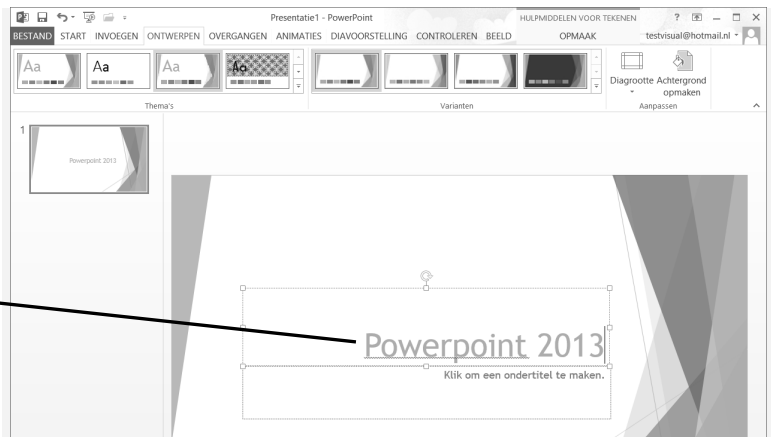 Presentatie1 - PowerPoint
HULPMIDDELEN VOOR TEKENEN
BESTAND START INVOEGEN ONTWERPEN OVERGANGEN ANIMATIES DIAVOORSTELLING CONTROLEREN BEELD OPMAAK testvisual@hotmail.nl
Aa Aa Aa Aa
Diagrootte Achtergrond opmaken
Thema's Varianten Aanpassen
1
Powerpoint 2013
Powerpoint 2013
Klik om een ondertitel te maken.